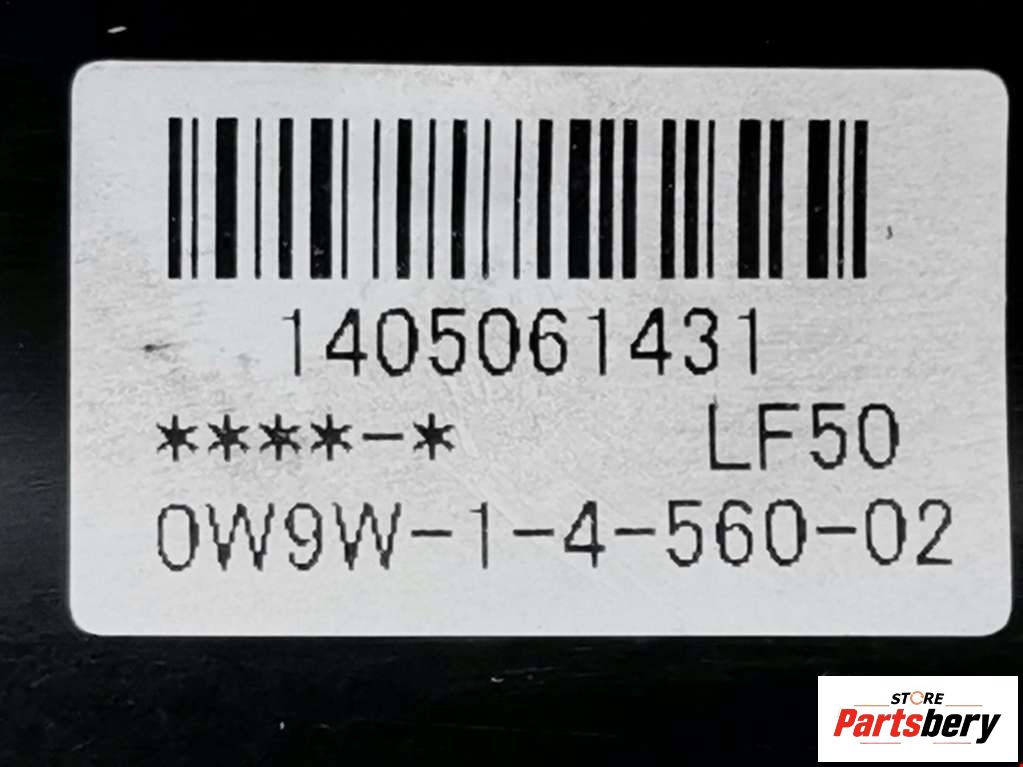 1405061431
****-* LF50
0W9W-1-4-560-02
STORE
Partsbery